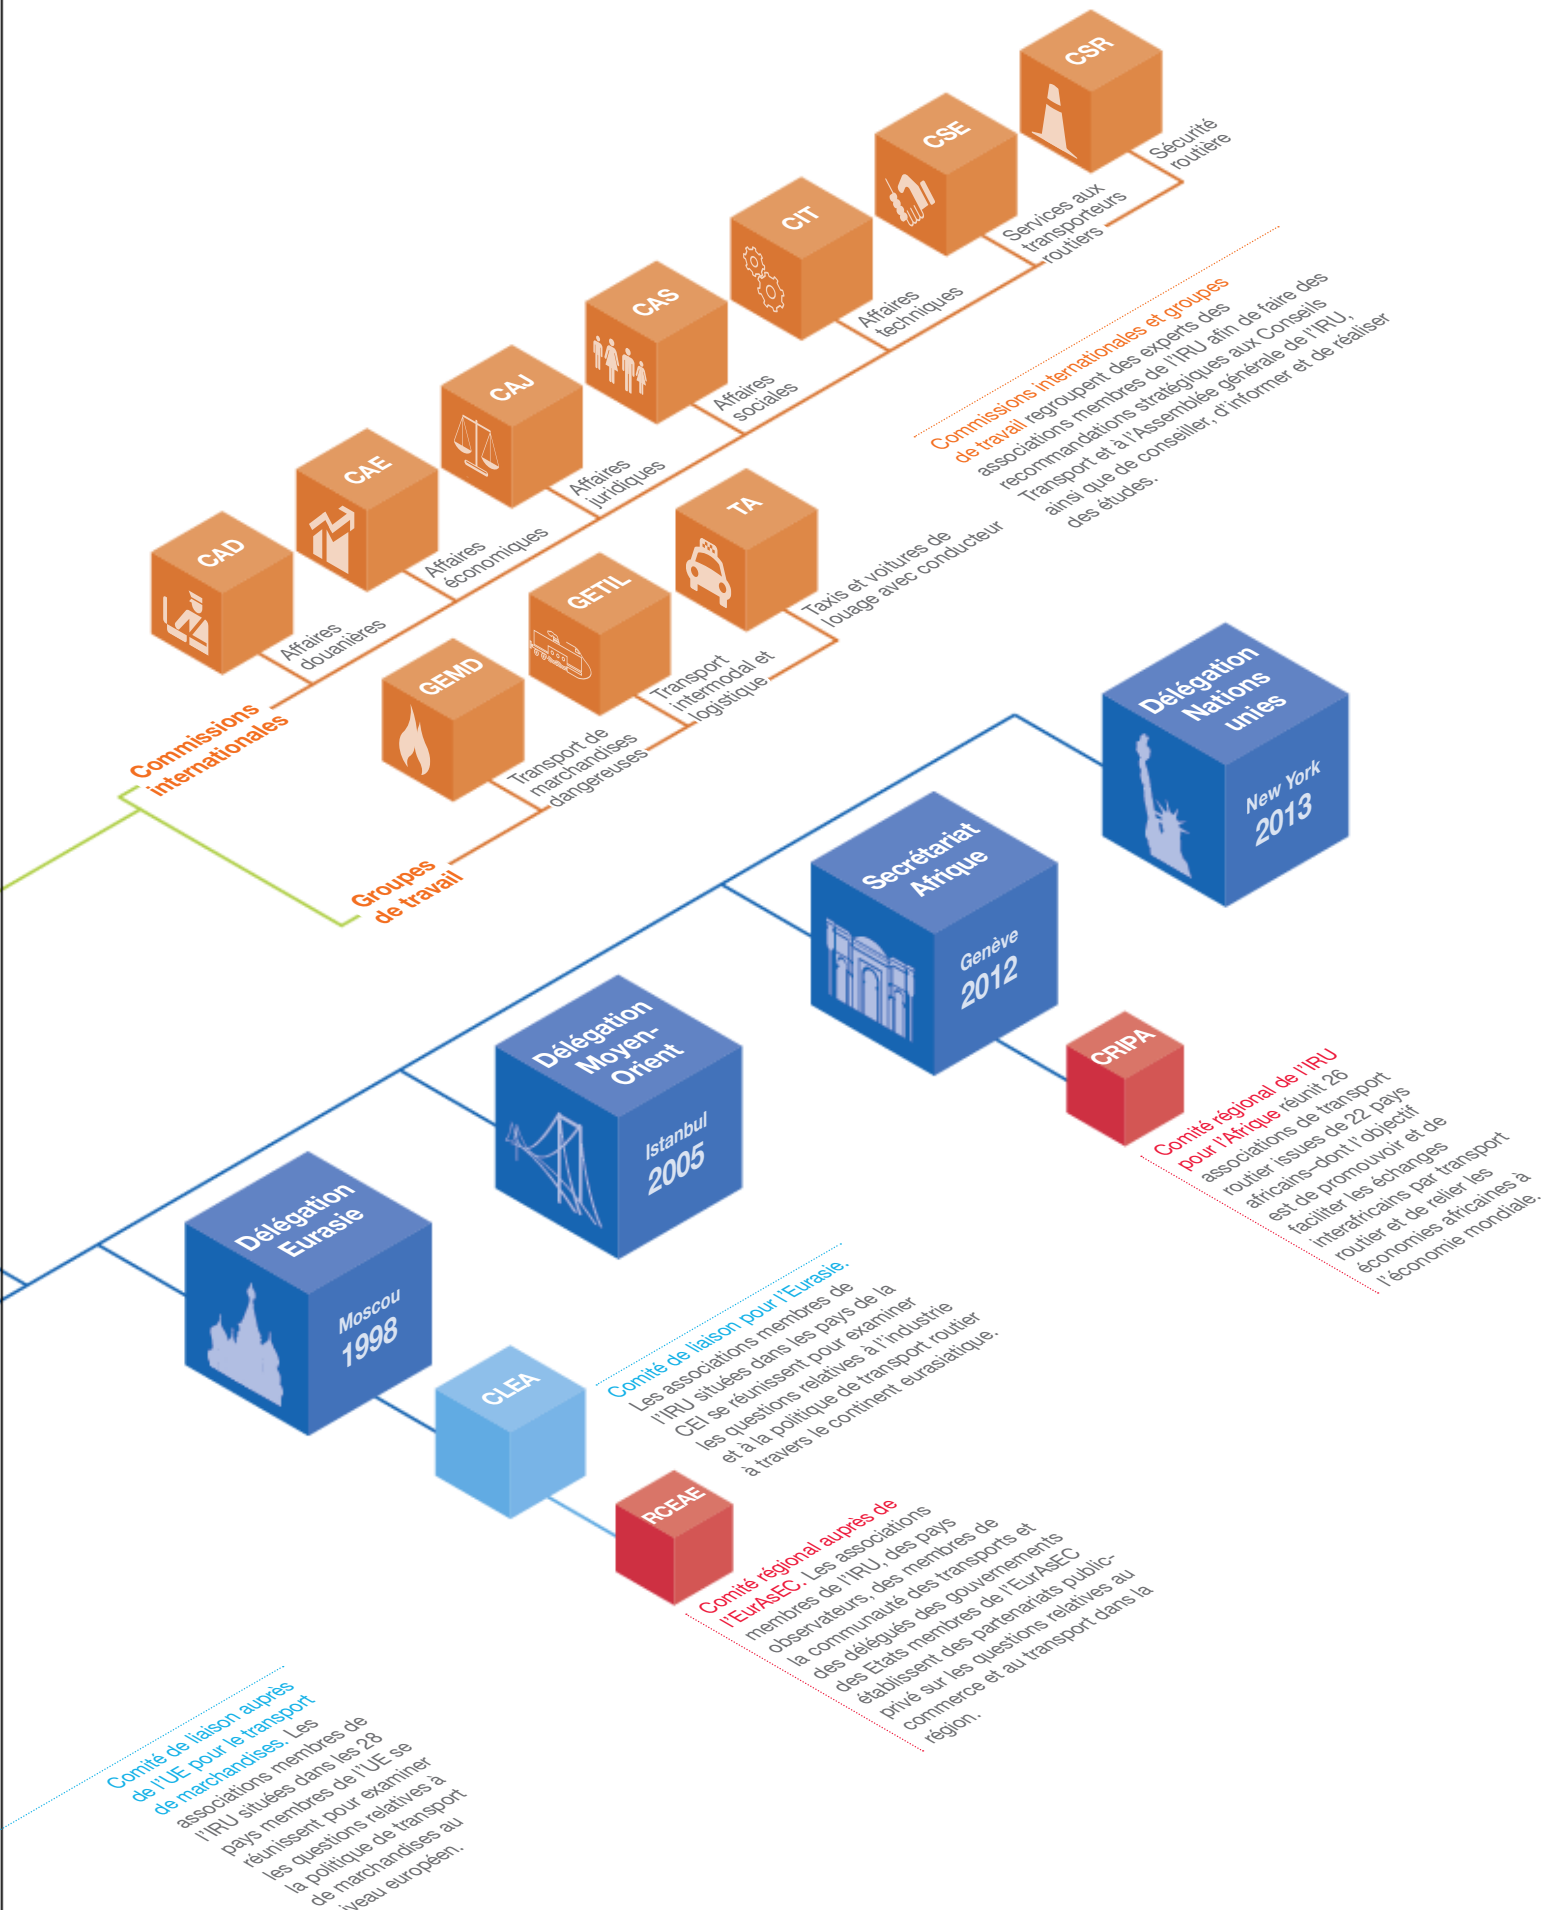 CSR
Sécurité
routière
CSE
Services aux
transporteurs
routiers
CIT
Affaires
techniques
CAS
Affaires
sociales
CAJ
Affaires
juridiques
CAE
Affaires
économiques
CAD
Affaires
douanières
Commissions
internationales
TA
Taxis et voitures de
louage avec conducteur
GETIL
Transport
intermodal et
logistique
GEMD
Transport de
marchandises
dangereuses
Groupes
de travail
Commissions internationales et groupes
de travail regroupent des experts des
associations membres de l'IRU afin de faire des
recommandations stratégiques aux Conseils
Transport et à l'Assemblée générale de l'IRU,
ainsi que de conseiller, d'informer et de réaliser
des études.
Délégation
Nations
unies
New York
2013
Secrétariat
Afrique
Genève
2012
CRIPA
Comité régional de l'IRU
pour l'Afrique réunit 26
associations de transport
routier issues de 22 pays
africains–dont l'objectif
est de promouvoir et de
faciliter les échanges
interafricains par transport
routier et de relier les
économies africaines à
l'économie mondiale.
Délégation
Moyen-
Orient
Istanbul
2005
Délégation
Eurasie
Moscou
1998
CLEA
Comité de liaison pour l'Eurasie.
Les associations membres de
l'IRU situées dans les pays de la
CEI se réunissent pour examiner
les questions relatives à l'industrie
et à la politique de transport routier
à travers le continent eurasiatique.
RCEAE
Comité régional auprès de
l'EurAsEC. Les associations
membres de l'IRU, des pays
observateurs, des membres de
la communauté des transports et
des délégués des gouvernements
des Etats membres de l'EurAsEC
établissent des partenariats public-
privé sur les questions relatives au
commerce et au transport dans la
région.
Comité de liaison auprès
de l'UE pour le transport
de marchandises. Les
associations membres de
l'IRU situées dans les 28
pays membres de l'UE se
réunissent pour examiner
les questions relatives à
la politique de transport
de marchandises au
iveau européen.